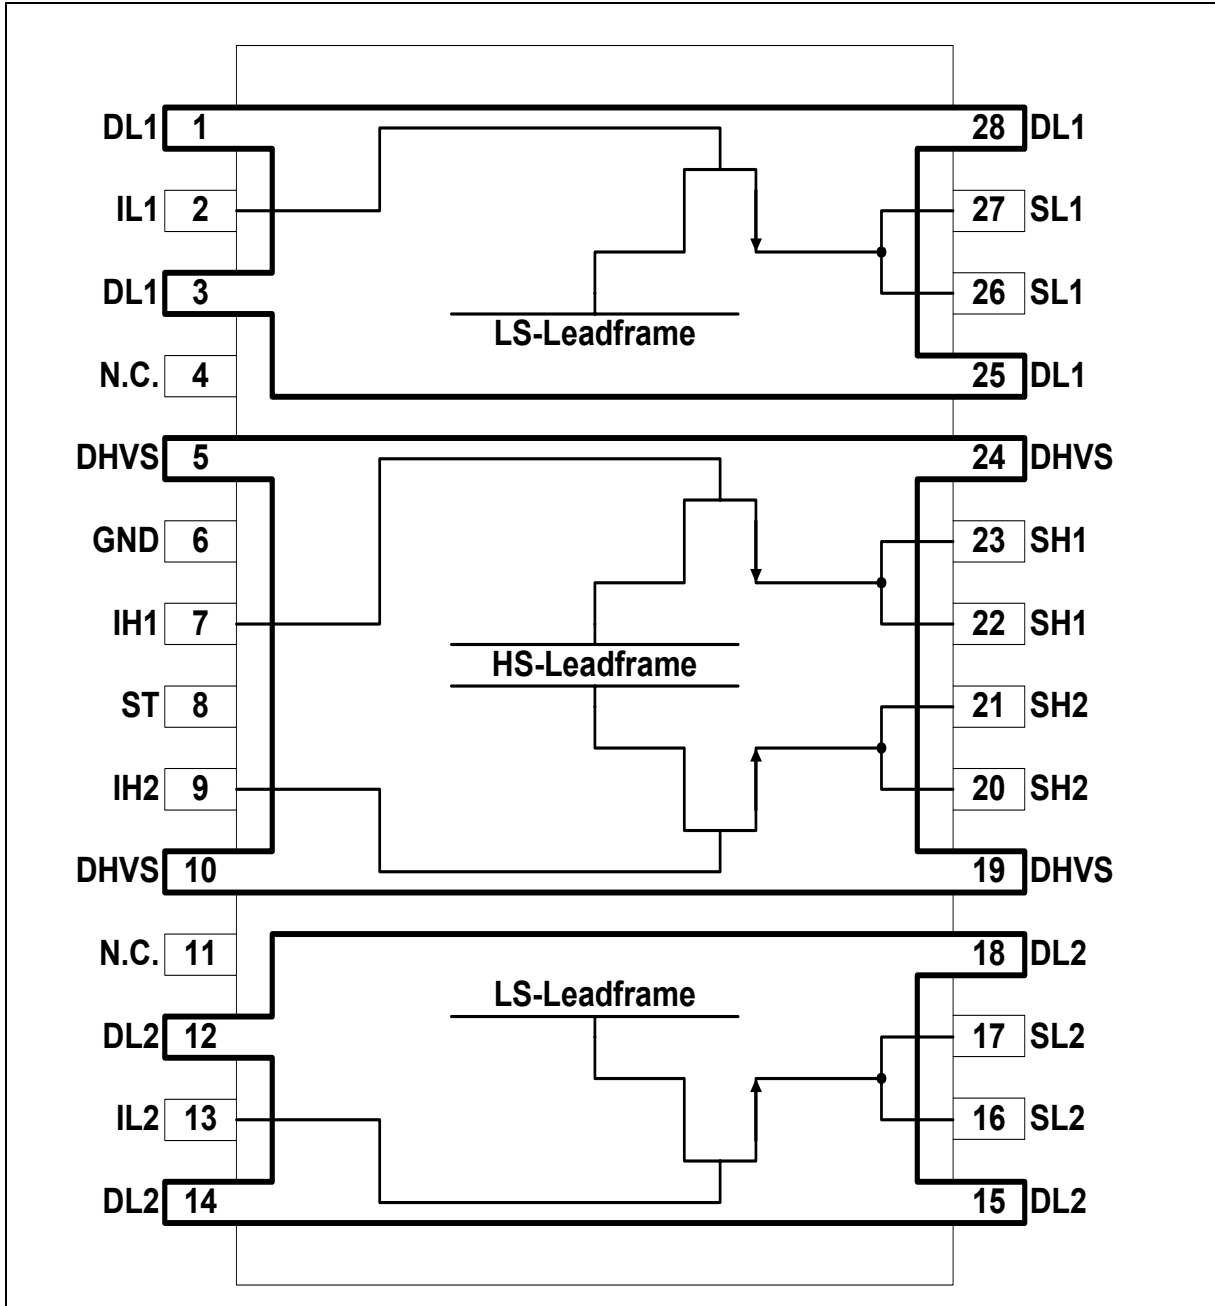 DL1 1 28 DL1
IL1 2 27 SL1
DL1 3 26 SL1
LS-Leadframe
N.C. 4 25 DL1
DHVS 5 24 DHVS
GND 6 23 SH1
IH1 7 22 SH1
HS-Leadframe
ST 8 21 SH2
IH2 9 20 SH2
DHVS 10 19 DHVS
N.C. 11 18 DL2
LS-Leadframe
DL2 12 17 SL2
IL2 13 16 SL2
DL2 14 15 DL2